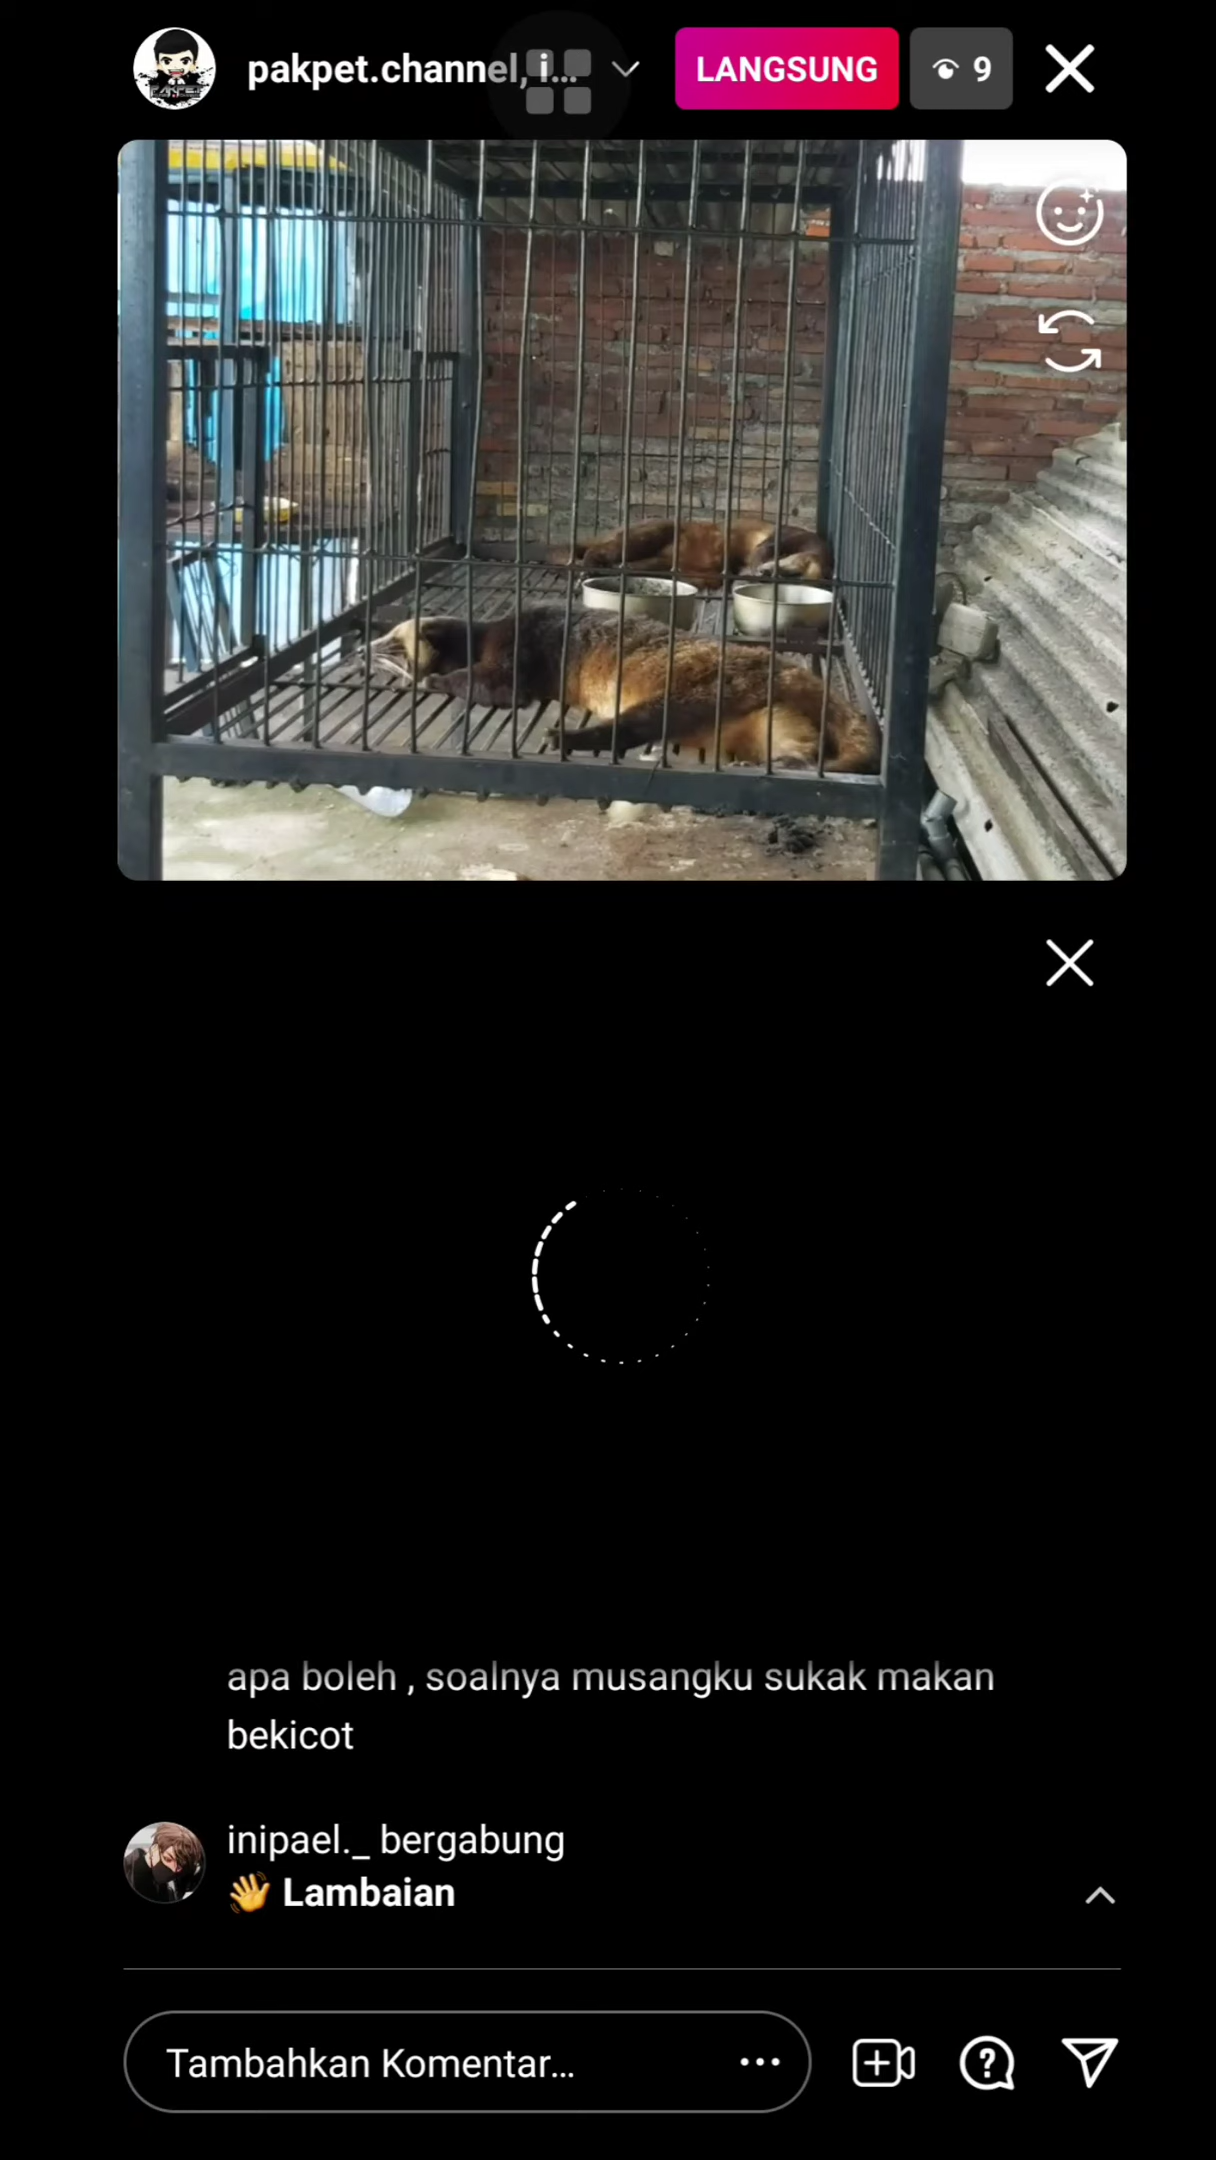 pakpet.channel, i...
LANGSUNG
9
apa boleh , soalnya musangku sukak makan
bekicot
inipael._ bergabung
👋 Lambaian
Tambahkan Komentar...